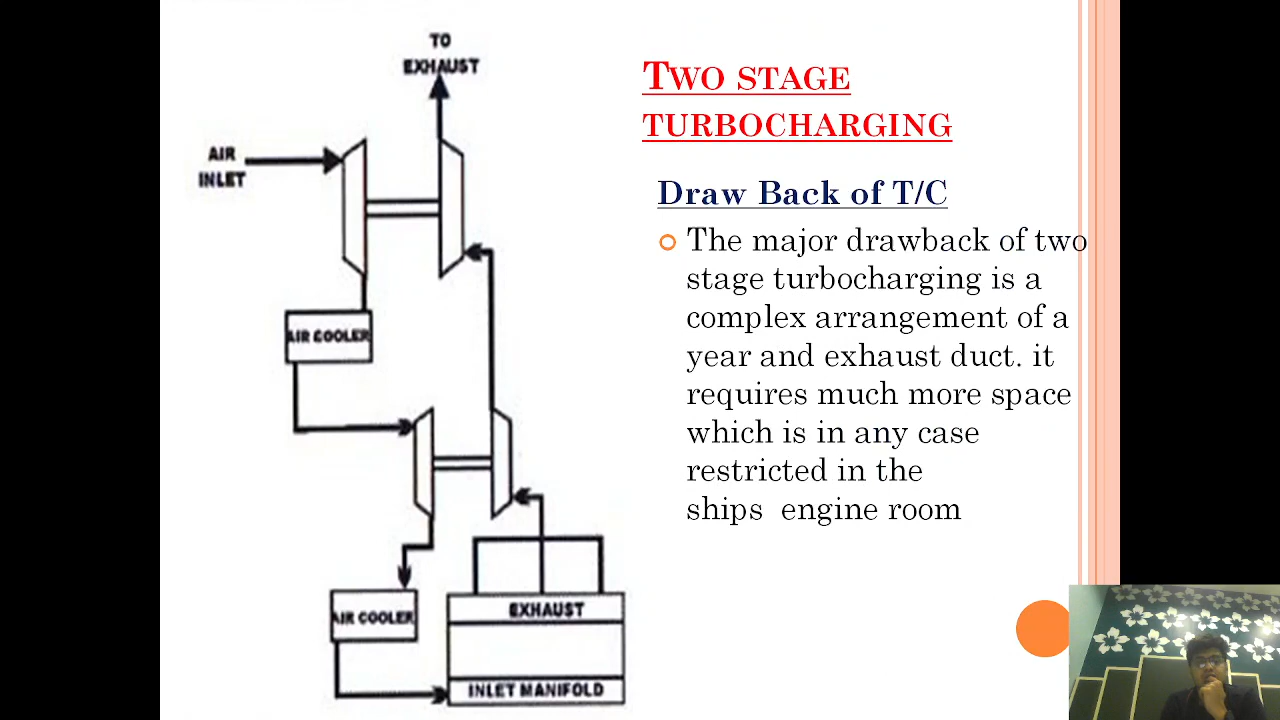 TO
EXHAUST
AIR
INLET
AIR COOLER
AIR COOLER
EXHAUST
INLET MANIFOLD
TWO STAGE
TURBOCHARGING
Draw Back of T/C
The major drawback of two
stage turbocharging is a
complex arrangement of a
year and exhaust duct. it
requires much more space
which is in any case
restricted in the
ships engine room